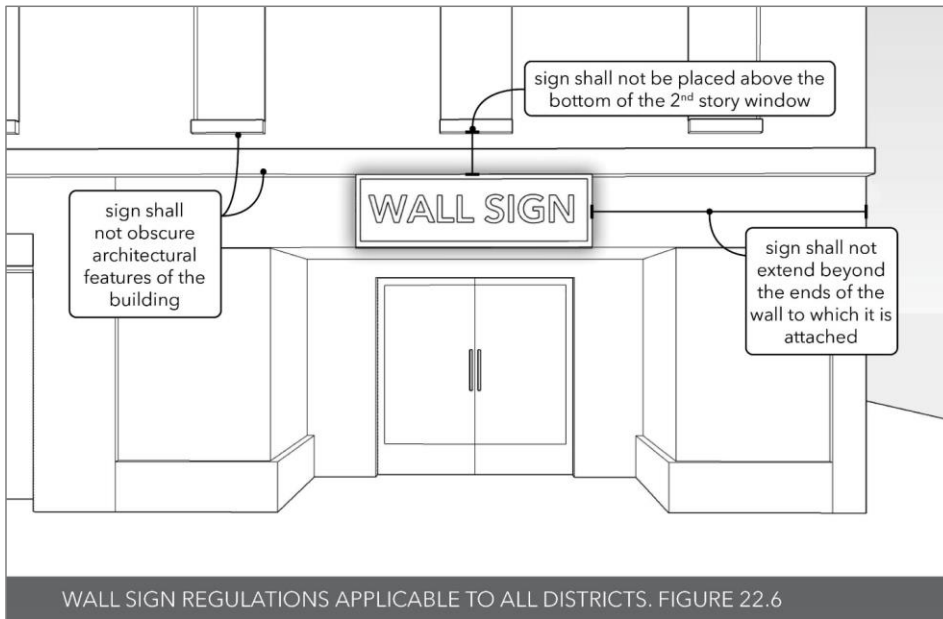 sign shall not be placed above the
bottom of the 2nd story window
WALL SIGN
sign shall
not obscure
architectural
features of the
building
sign shall not
extend beyond
the ends of the
wall to which it is
attached
WALL SIGN REGULATIONS APPLICABLE TO ALL DISTRICTS. FIGURE 22.6